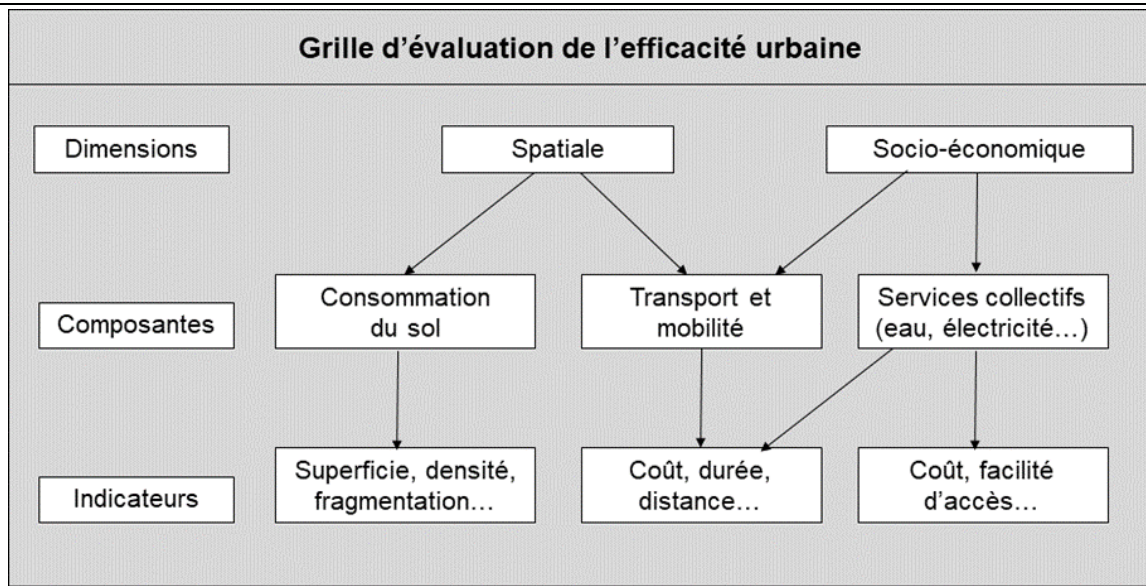 Grille d’évaluation de l’efficacité urbaine
Dimensions
Spatiale
Socio-économique
Composantes
Consommation
du sol
Transport et
mobilité
Services collectifs
(eau, électricité…)
Indicateurs
Superficie, densité,
fragmentation…
Coût, durée,
distance…
Coût, facilité
d’accès…